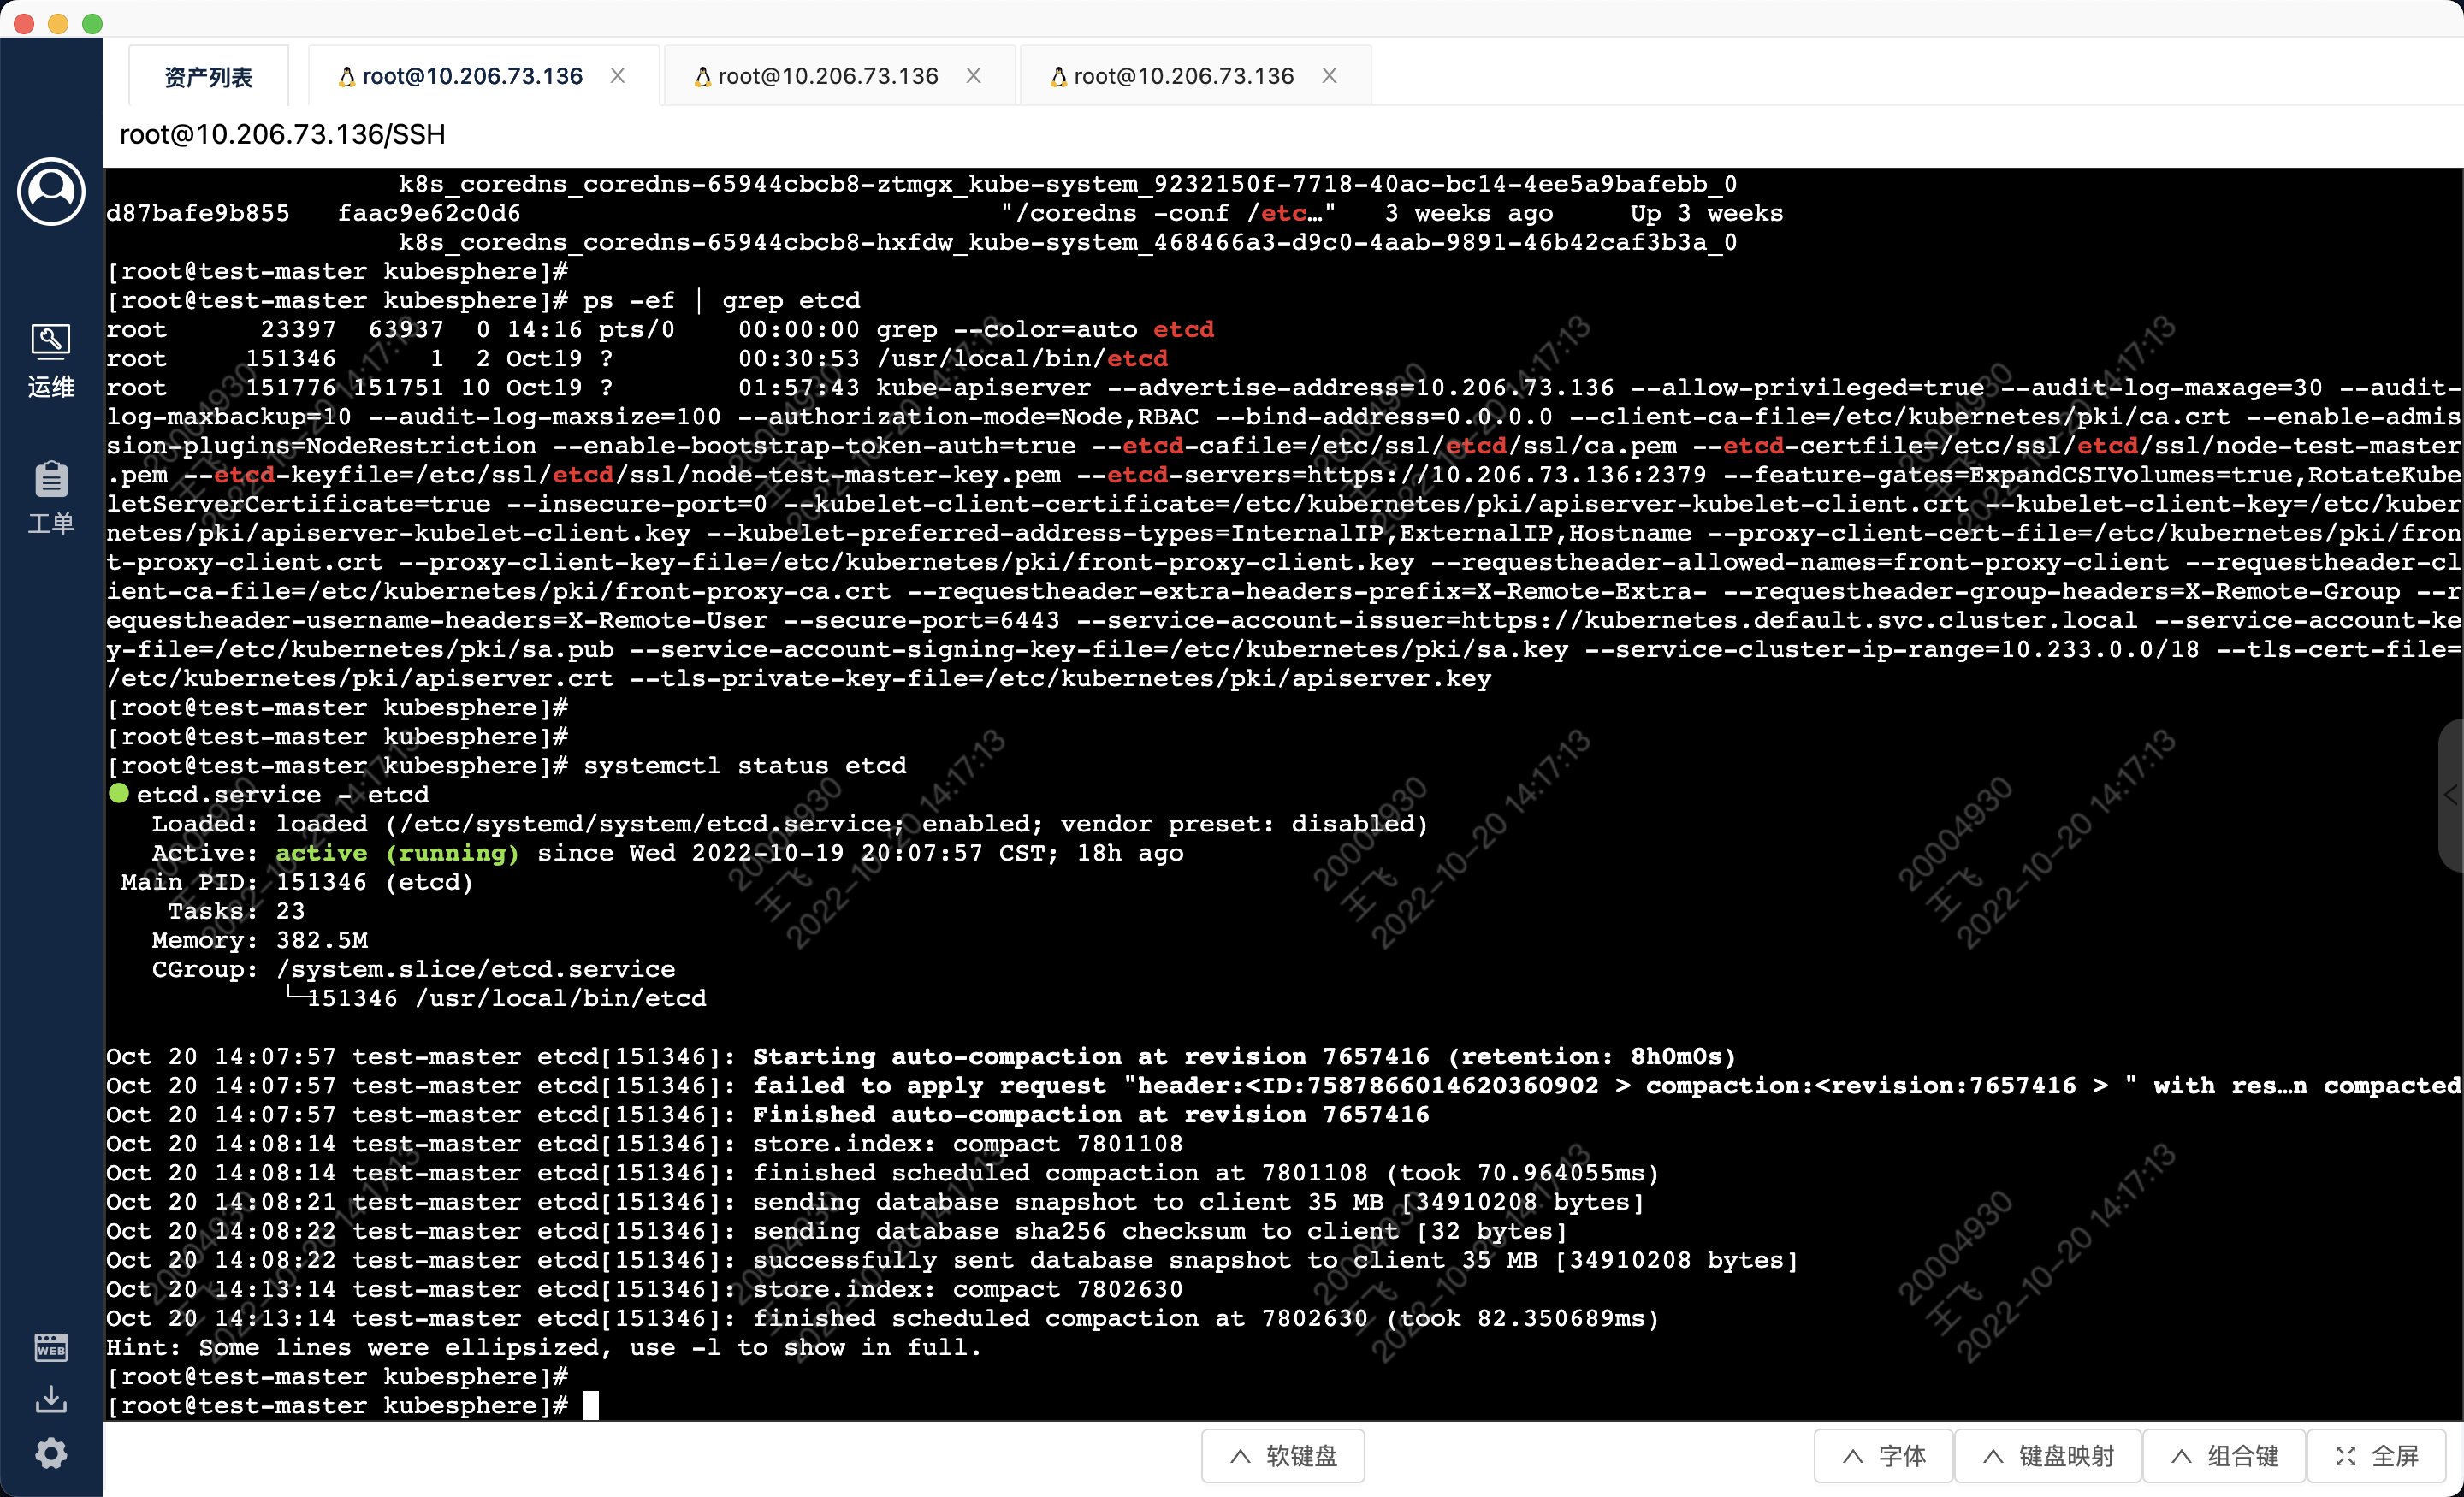 资产列表
root@10.206.73.136
root@10.206.73.136
root@10.206.73.136
root@10.206.73.136/SSH
运维
工单
k8s_coredns_coredns-65944cbcb8-ztmgx_kube-system_9232150f-7718-40ac-bc14-4ee5a9bafebb_0
d87bafe9b855   faac9e62c0d6   "/coredns -conf /etc…"   3 weeks ago   Up 3 weeks
k8s_coredns_coredns-65944cbcb8-hxfdw_kube-system_468466a3-d9c0-4aab-9891-46b42caf3b3a_0
[root@test-master kubesphere]#
[root@test-master kubesphere]# ps -ef | grep etcd
root      23397  63937  0 14:16 pts/0    00:00:00 grep --color=auto etcd
root     151346      1  2 Oct19 ?        00:30:53 /usr/local/bin/etcd
root     151776 151751 10 Oct19 ?        01:57:43 kube-apiserver --advertise-address=10.206.73.136 --allow-privileged=true --audit-log-maxage=30 --audit-
log-maxbackup=10 --audit-log-maxsize=100 --authorization-mode=Node,RBAC --bind-address=0.0.0.0 --client-ca-file=/etc/kubernetes/pki/ca.crt --enable-admis
sion-plugins=NodeRestriction --enable-bootstrap-token-auth=true --etcd-cafile=/etc/ssl/etcd/ssl/ca.pem --etcd-certfile=/etc/ssl/etcd/ssl/node-test-master
.pem --etcd-keyfile=/etc/ssl/etcd/ssl/node-test-master-key.pem --etcd-servers=https://10.206.73.136:2379 --feature-gates=ExpandCSIVolumes=true,RotateKube
letServerCertificate=true --insecure-port=0 --kubelet-client-certificate=/etc/kubernetes/pki/apiserver-kubelet-client.crt --kubelet-client-key=/etc/kuber
netes/pki/apiserver-kubelet-client.key --kubelet-preferred-address-types=InternalIP,ExternalIP,Hostname --proxy-client-cert-file=/etc/kubernetes/pki/fron
t-proxy-client.crt --proxy-client-key-file=/etc/kubernetes/pki/front-proxy-client.key --requestheader-allowed-names=front-proxy-client --requestheader-cl
ient-ca-file=/etc/kubernetes/pki/front-proxy-ca.crt --requestheader-extra-headers-prefix=X-Remote-Extra- --requestheader-group-headers=X-Remote-Group --r
equestheader-username-headers=X-Remote-User --secure-port=6443 --service-account-issuer=https://kubernetes.default.svc.cluster.local --service-account-ke
y-file=/etc/kubernetes/pki/sa.pub --service-account-signing-key-file=/etc/kubernetes/pki/sa.key --service-cluster-ip-range=10.233.0.0/18 --tls-cert-file=
/etc/kubernetes/pki/apiserver.crt --tls-private-key-file=/etc/kubernetes/pki/apiserver.key
[root@test-master kubesphere]#
[root@test-master kubesphere]#
[root@test-master kubesphere]# systemctl status etcd
● etcd.service - etcd
Loaded: loaded (/etc/systemd/system/etcd.service; enabled; vendor preset: disabled)
Active: active (running) since Wed 2022-10-19 20:07:57 CST; 18h ago
Main PID: 151346 (etcd)
Tasks: 23
Memory: 382.5M
CGroup: /system.slice/etcd.service
└─151346 /usr/local/bin/etcd
Oct 20 14:07:57 test-master etcd[151346]: Starting auto-compaction at revision 7657416 (retention: 8h0m0s)
Oct 20 14:07:57 test-master etcd[151346]: failed to apply request "header:<ID:7587866014620360902 > compaction:<revision:7657416 > " with res…n compacted
Oct 20 14:07:57 test-master etcd[151346]: Finished auto-compaction at revision 7657416
Oct 20 14:08:14 test-master etcd[151346]: store.index: compact 7801108
Oct 20 14:08:14 test-master etcd[151346]: finished scheduled compaction at 7801108 (took 70.964055ms)
Oct 20 14:08:21 test-master etcd[151346]: sending database snapshot to client 35 MB [34910208 bytes]
Oct 20 14:08:22 test-master etcd[151346]: sending database sha256 checksum to client [32 bytes]
Oct 20 14:08:22 test-master etcd[151346]: successfully sent database snapshot to client 35 MB [34910208 bytes]
Oct 20 14:13:14 test-master etcd[151346]: store.index: compact 7802630
Oct 20 14:13:14 test-master etcd[151346]: finished scheduled compaction at 7802630 (took 82.350689ms)
Hint: Some lines were ellipsized, use -l to show in full.
[root@test-master kubesphere]#
[root@test-master kubesphere]#
20004930
王飞
2022-10-20 14:17:13
WEB
软键盘
字体
键盘映射
组合键
全屏